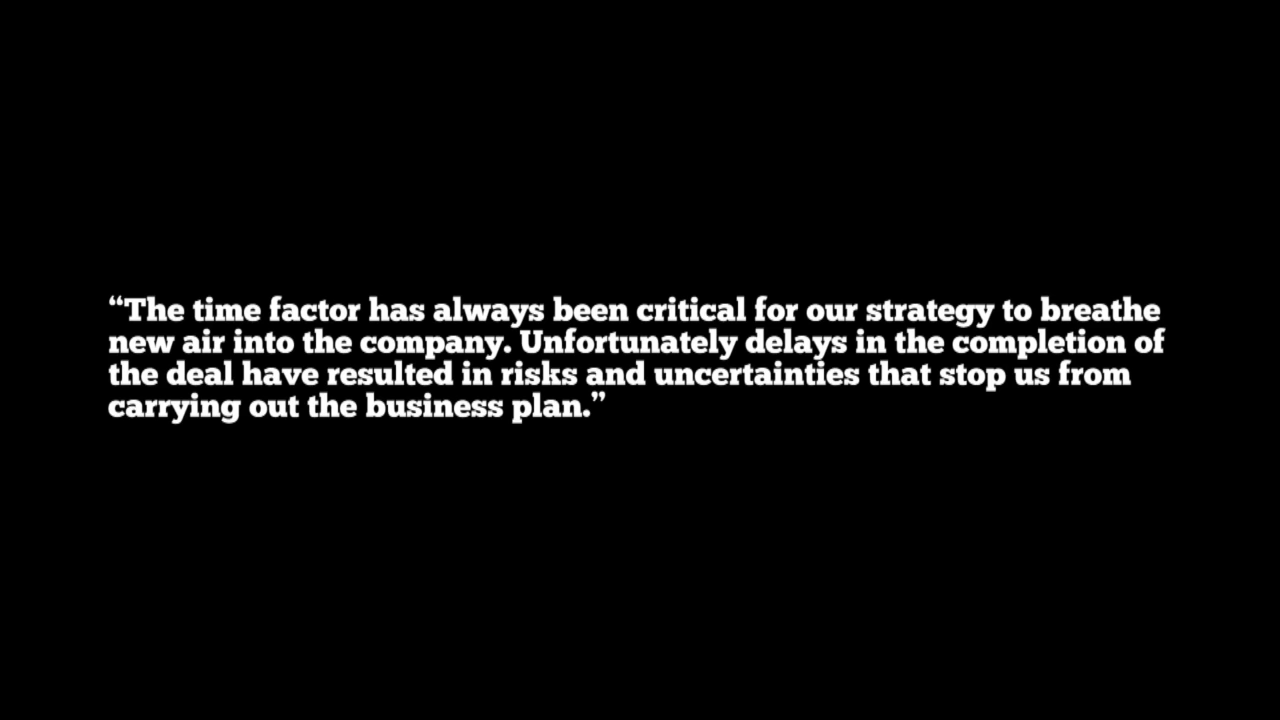 “The time factor has always been critical for our strategy to breathe
new air into the company. Unfortunately delays in the completion of
the deal have resulted in risks and uncertainties that stop us from
carrying out the business plan.”